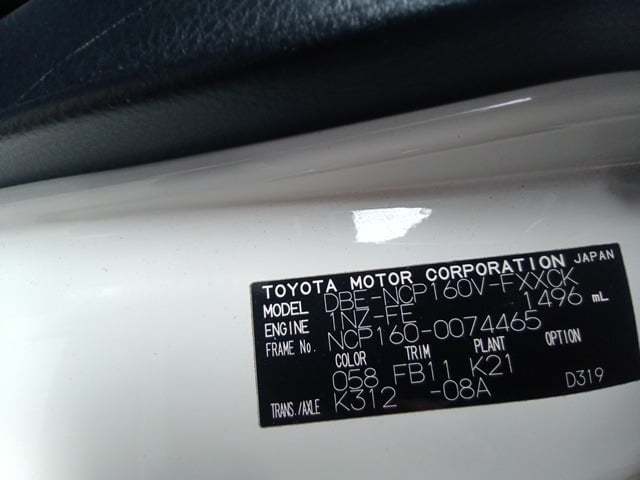 TOYOTA MOTOR CORPORATION JAPAN
MODEL DBE-NCP160V-FXXCK
ENGINE 1NZ-FE 1496 mL
FRAME No. NCP160-0074465
COLOR TRIM PLANT OPTION
058 FB11 K21
TRANS./AXLE K312 -08A D319